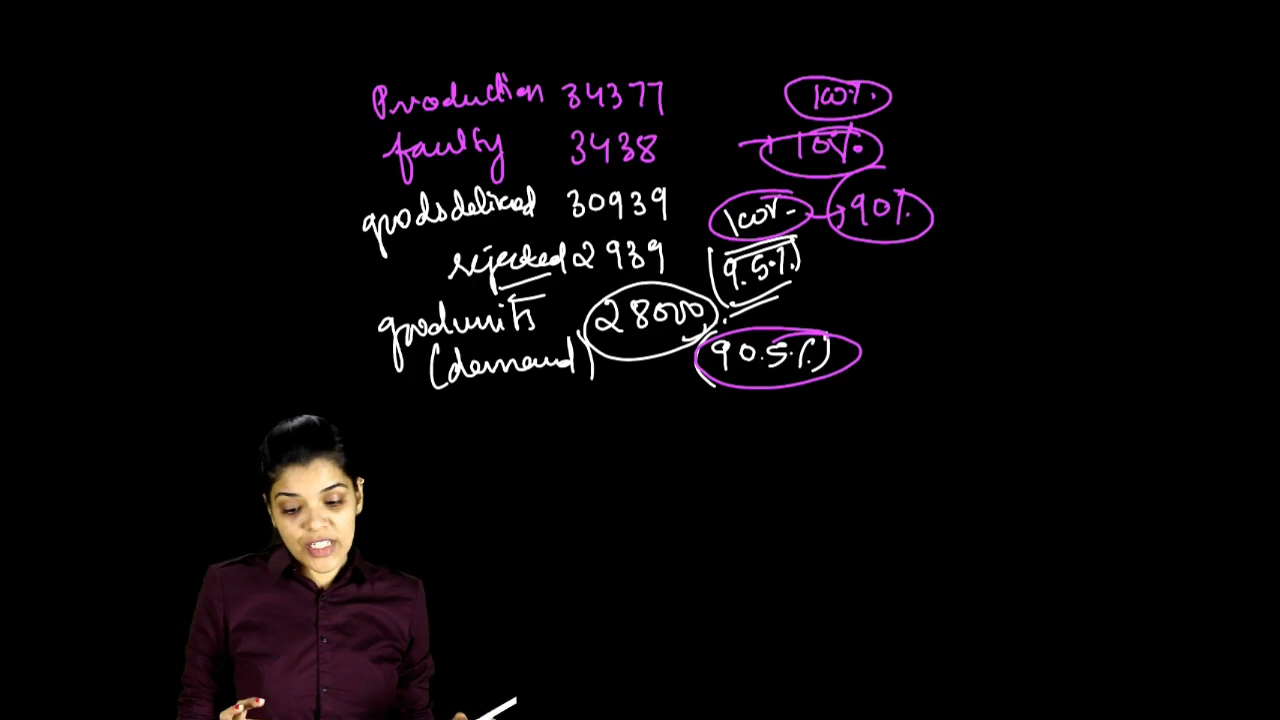 Production 34377 100%.
faulty 3438 10%.
goods delived 30939 100%. → 90%
rejected 2939 (9.5%)
good units 28000
(demand) 90.5%)